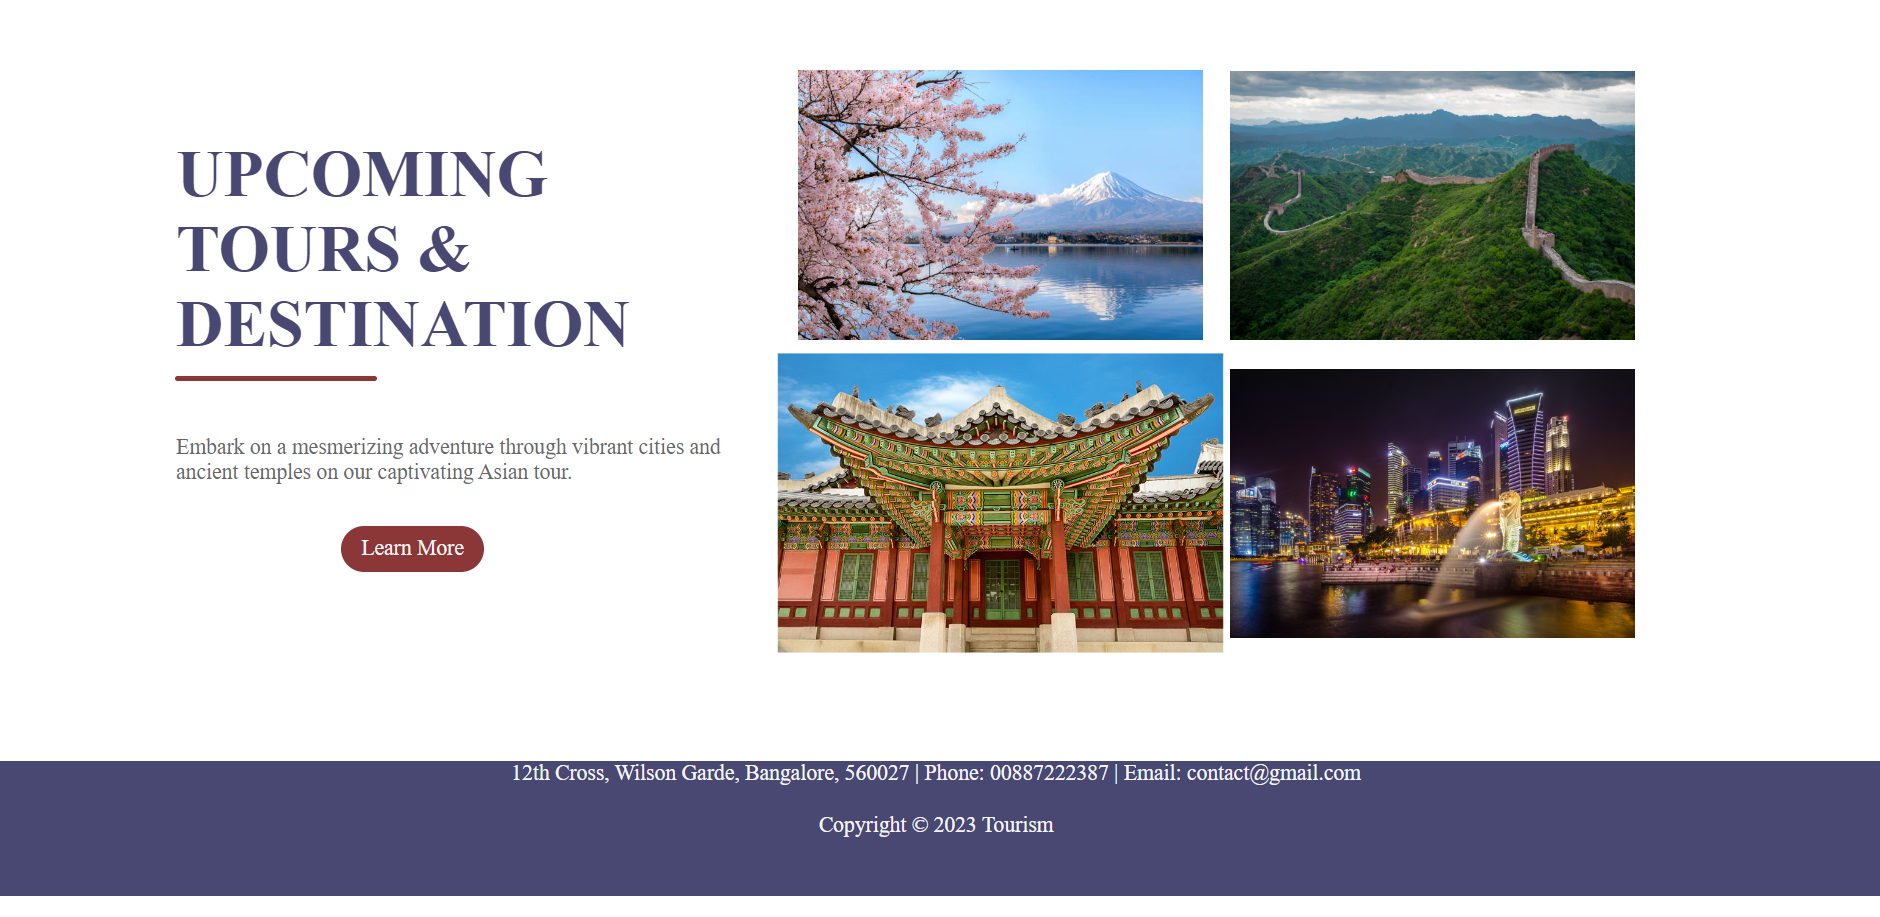 UPCOMING
TOURS &
DESTINATION
Embark on a mesmerizing adventure through vibrant cities and
ancient temples on our captivating Asian tour.
Learn More
12th Cross, Wilson Garde, Bangalore, 560027 | Phone: 00887222387 | Email: contact@gmail.com
Copyright © 2023 Tourism